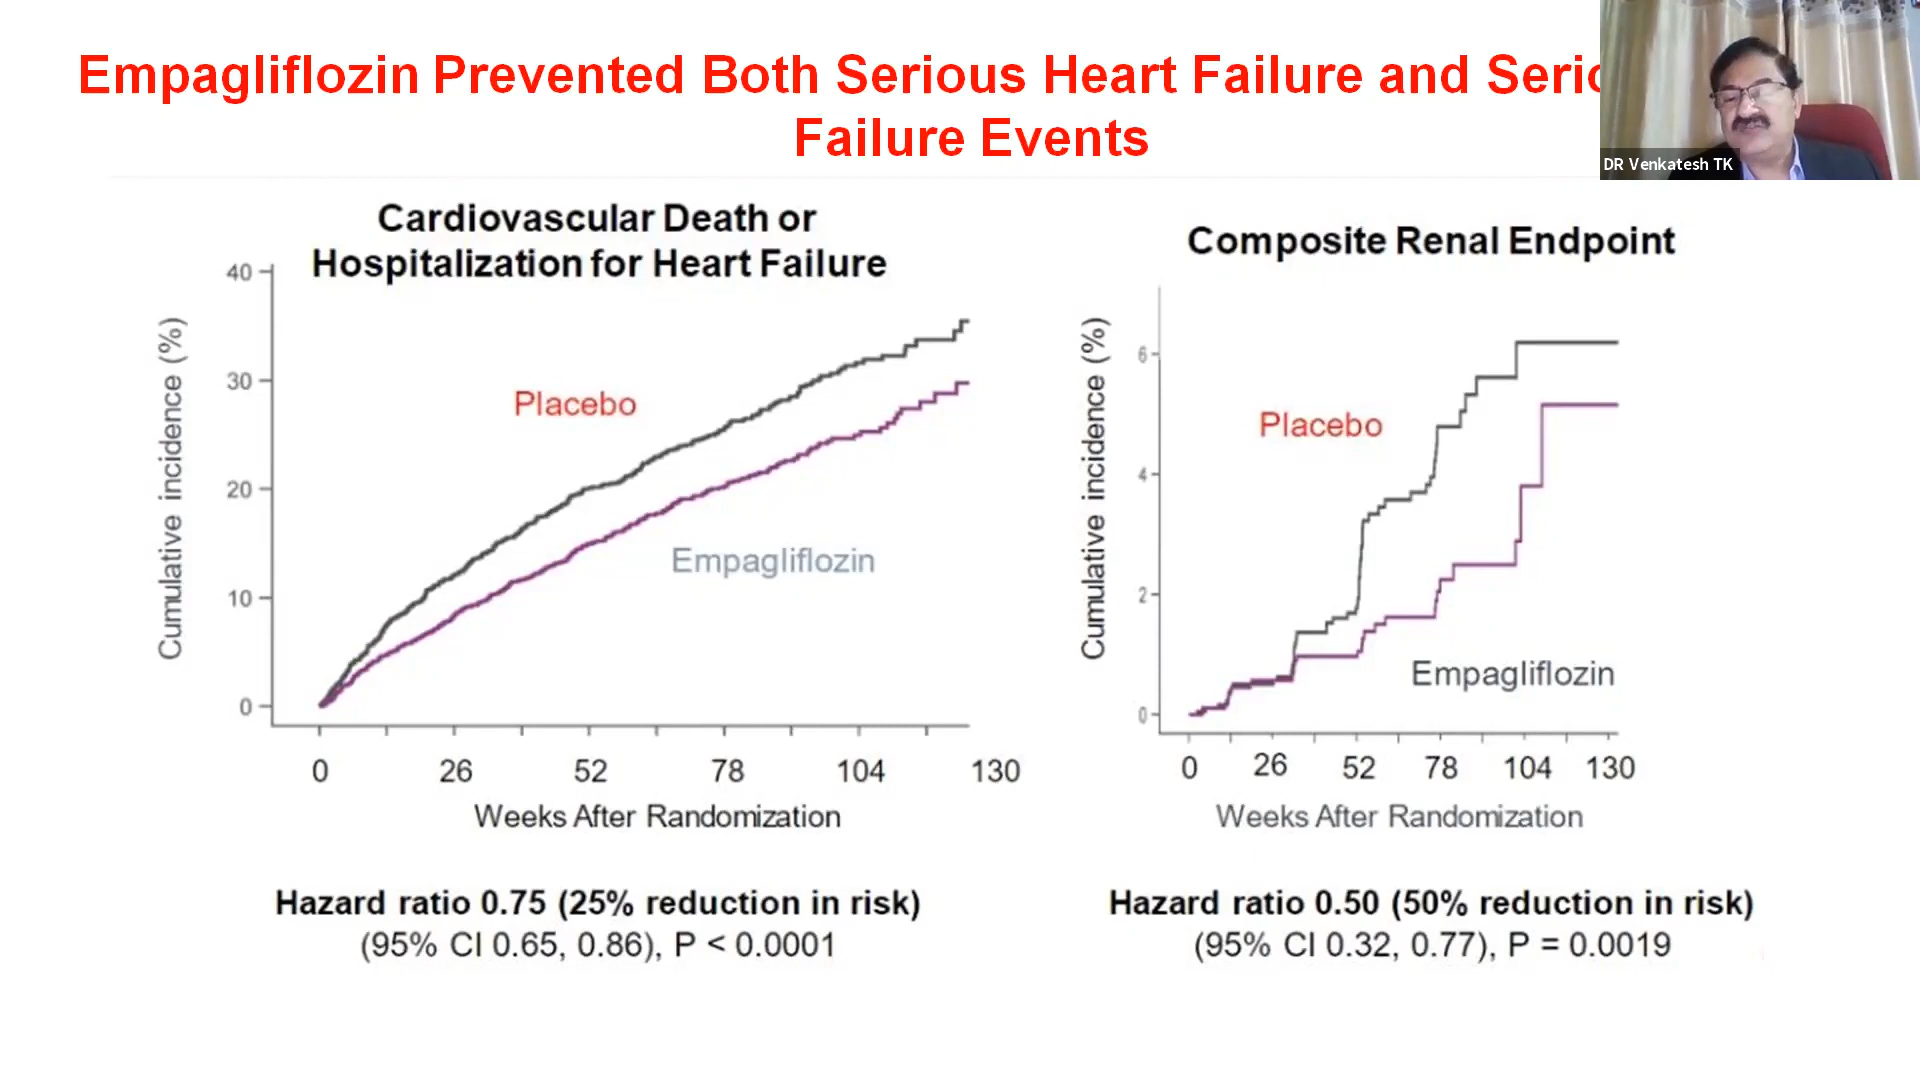 Empagliflozin Prevented Both Serious Heart Failure and
Failure Events
DR Venkatesh TK
Cardiovascular Death or
Hospitalization for Heart Failure
Cumulative incidence (%)
40
30
20
10
0
Placebo
Empagliflozin
0 26 52 78 104 130
Weeks After Randomization
Hazard ratio 0.75 (25% reduction in risk)
(95% CI 0.65, 0.86), P < 0.0001
Composite Renal Endpoint
Cumulative incidence (%)
6
4
2
0
Placebo
Empagliflozin
0 26 52 78 104 130
Weeks After Randomization
Hazard ratio 0.50 (50% reduction in risk)
(95% CI 0.32, 0.77), P = 0.0019